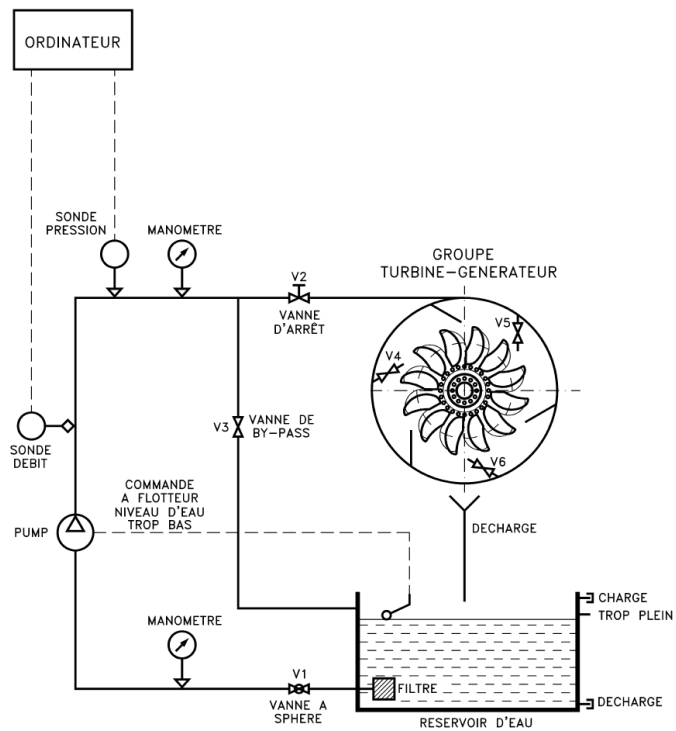 ORDINATEUR
SONDE
PRESSION
MANOMETRE
GROUPE
TURBINE-GENERATEUR
V2
VANNE
D'ARRÊT
V5
V4
V3
VANNE DE
BY-PASS
SONDE
DEBIT
V6
COMMANDE
A FLOTTEUR
NIVEAU D'EAU
TROP BAS
PUMP
DECHARGE
CHARGE
TROP PLEIN
MANOMETRE
V1
VANNE A
SPHERE
FILTRE
DECHARGE
RESERVOIR D'EAU